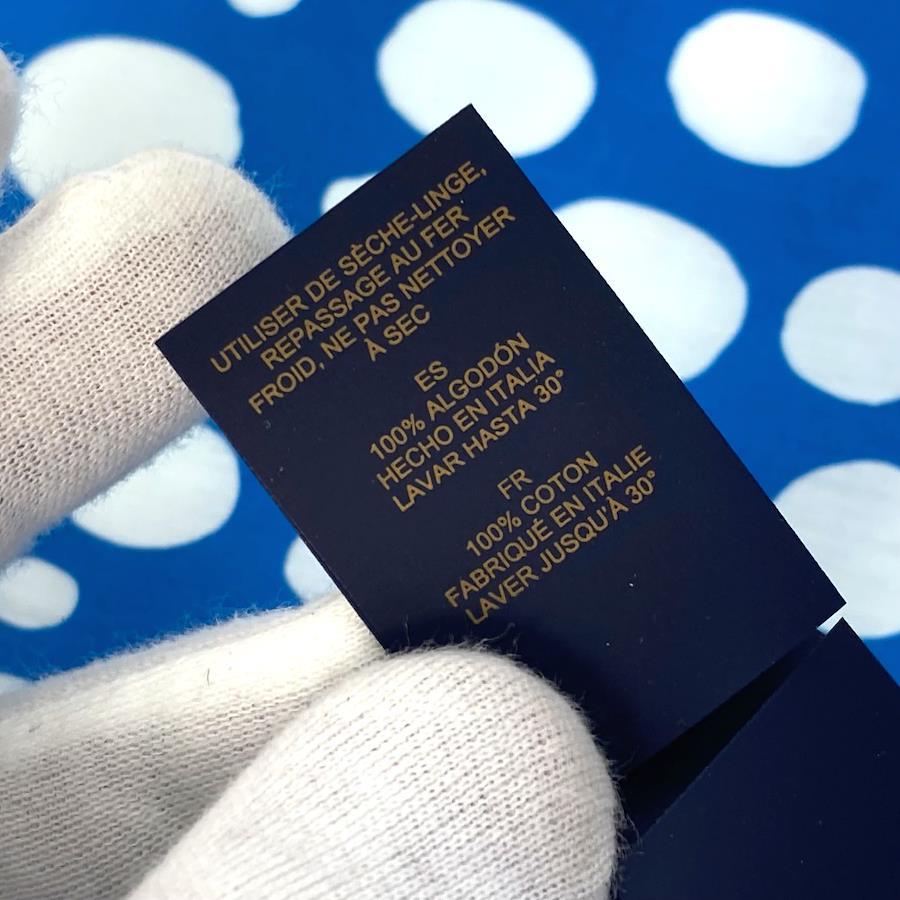 UTILISER DE SÈCHE-LINGE,
REPASSAGE AU FER
FROID, NE PAS NETTOYER
À SEC
ES
100% ALGODÓN
HECHO EN ITALIA
LAVAR HASTA 30°
FR
100% COTON
FABRIQUÉ EN ITALIE
LAVER JUSQU'À 30°